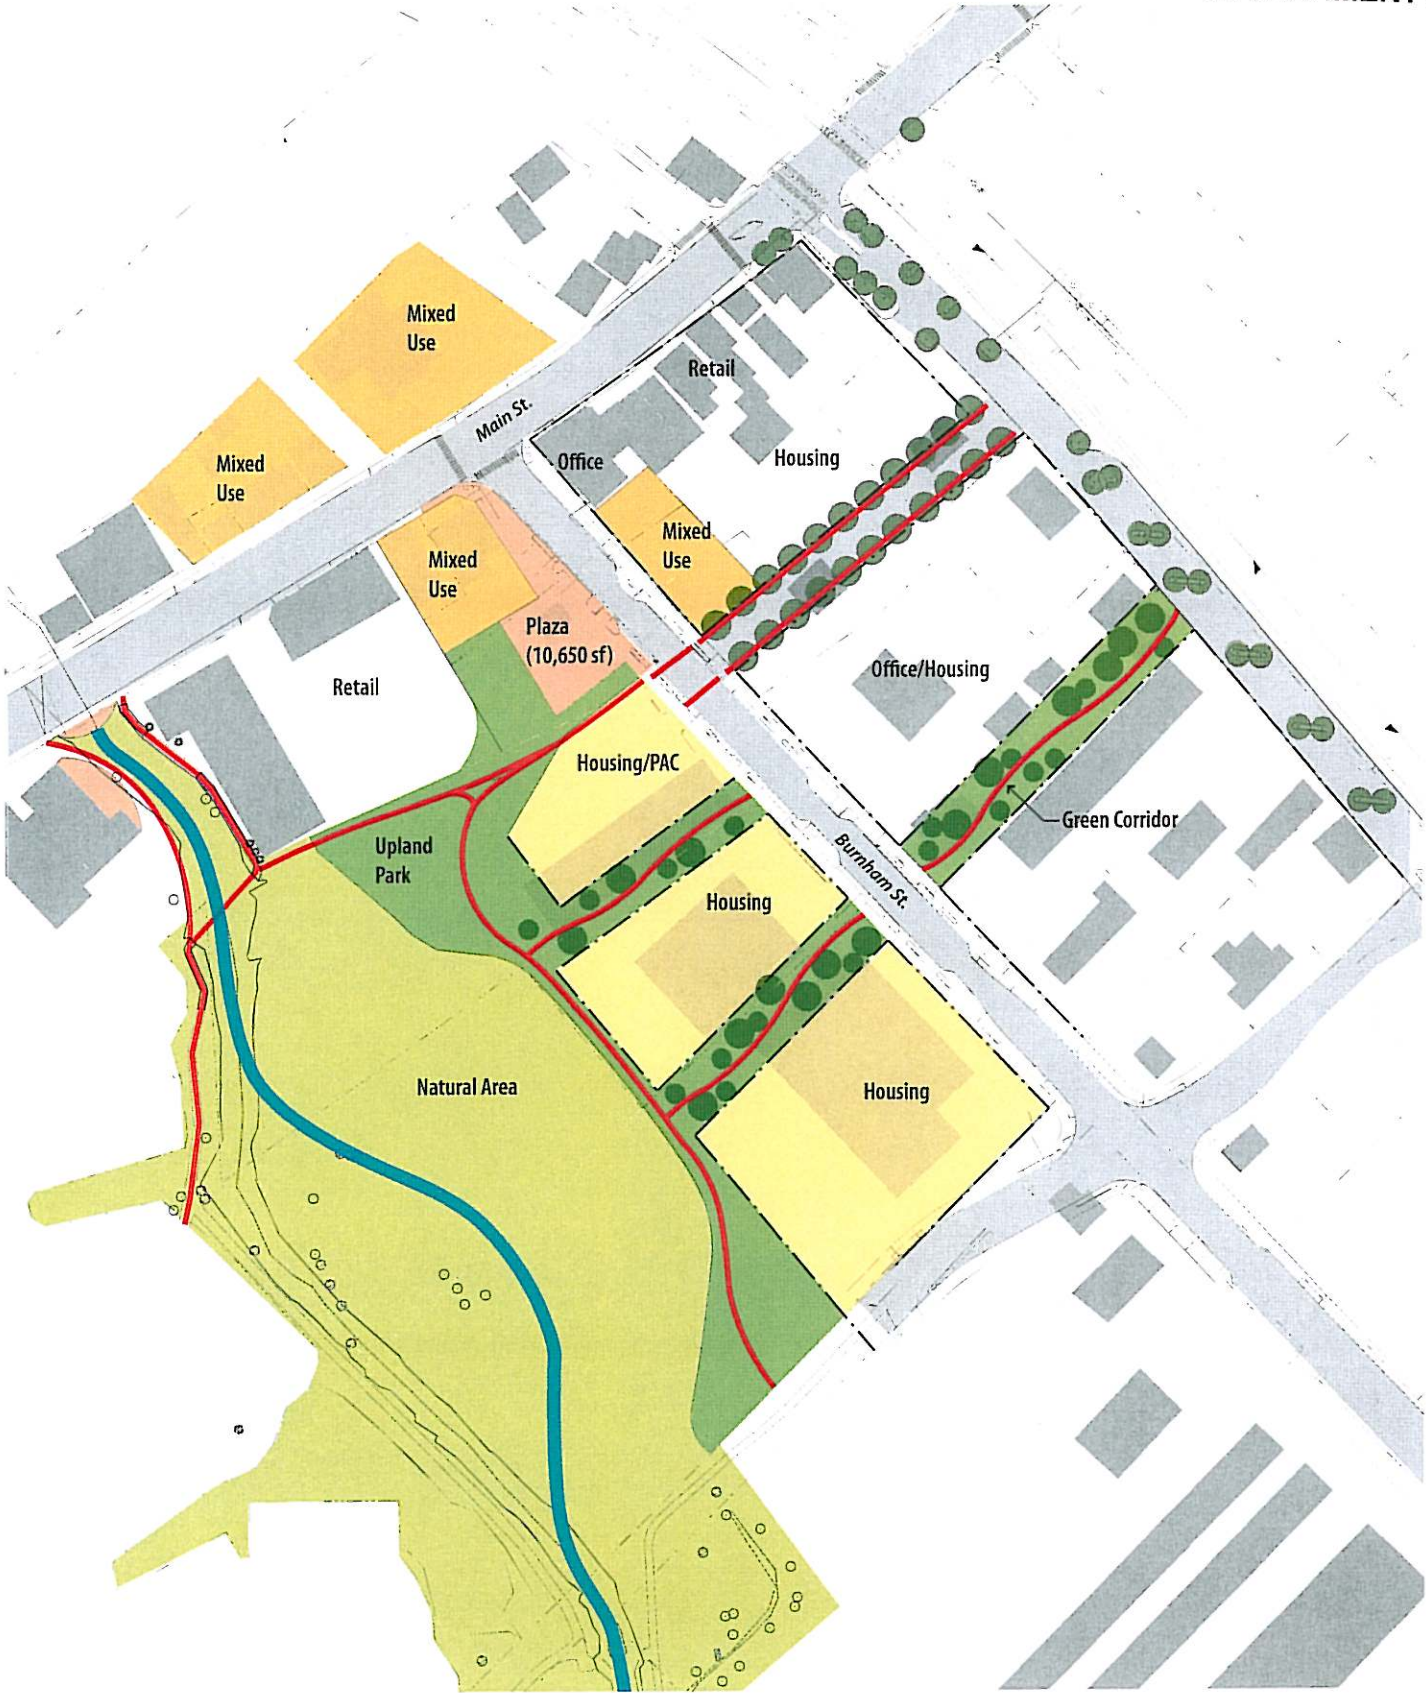 Mixed
Use
Main St.
Retail
Mixed
Use
Office
Housing
Mixed
Use
Mixed
Use
Plaza
(10,650 sf)
Office/Housing
Retail
Housing/PAC
Green Corridor
Upland
Park
Burnham St.
Housing
Natural Area
Housing